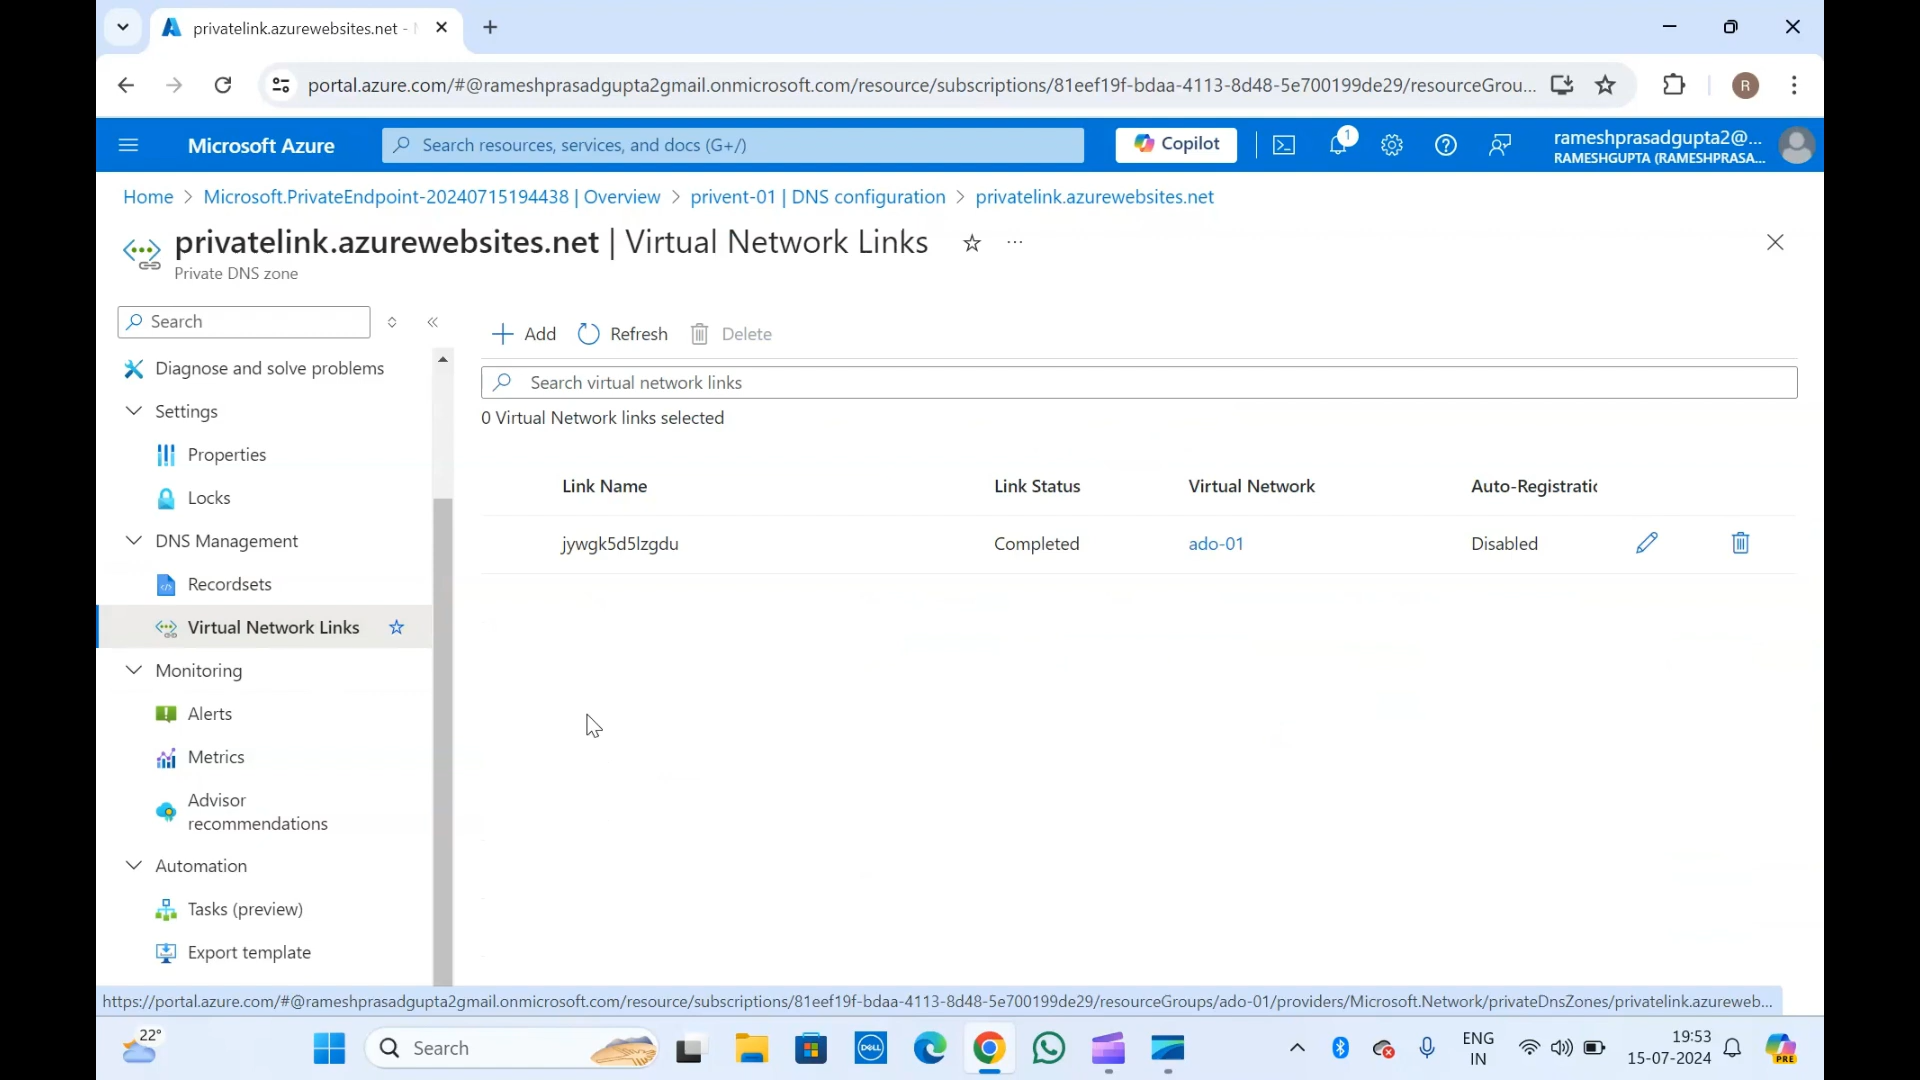 privatelink.azurewebsites.net -
portal.azure.com/#@rameshprasadgupta2gmail.onmicrosoft.com/resource/subscriptions/81eef19f-bdaa-4113-8d48-5e700199de29/resourceGrou...
R
Microsoft Azure
Search resources, services, and docs (G+/)
Copilot
1
rameshprasadgupta2@...
RAMESHGUPTA (RAMESHPRASA...
Home > Microsoft.PrivateEndpoint-20240715194438 | Overview > privent-01 | DNS configuration > privatelink.azurewebsites.net
privatelink.azurewebsites.net | Virtual Network Links
Private DNS zone
Search
Diagnose and solve problems
Settings
Properties
Locks
DNS Management
Recordsets
Virtual Network Links
Monitoring
Alerts
Metrics
Advisor
recommendations
Automation
Tasks (preview)
Export template
Add Refresh Delete
Search virtual network links
0 Virtual Network links selected
Link Name Link Status Virtual Network Auto-Registratic
jywgk5d5lzgdu Completed ado-01 Disabled
https://portal.azure.com/#@rameshprasadgupta2gmail.onmicrosoft.com/resource/subscriptions/81eef19f-bdaa-4113-8d48-5e700199de29/resourceGroups/ado-01/providers/Microsoft.Network/privateDnsZones/privatelink.azureweb...
22°
Search
DELL
ENG
IN
19:53
15-07-2024
PRE